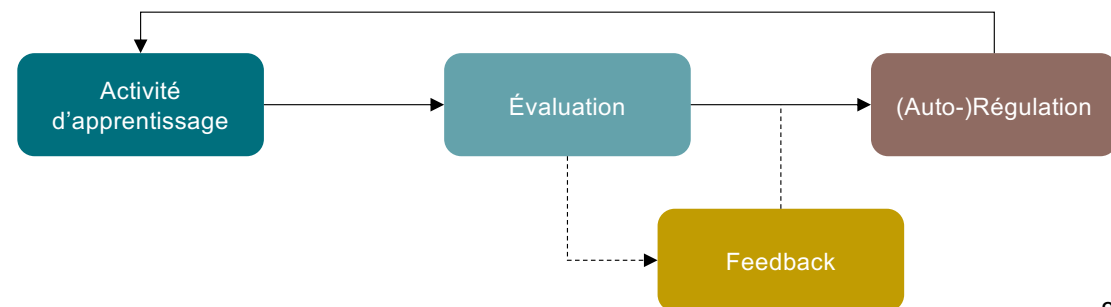 Activité
d’apprentissage
Évaluation
(Auto-)Régulation
Feedback